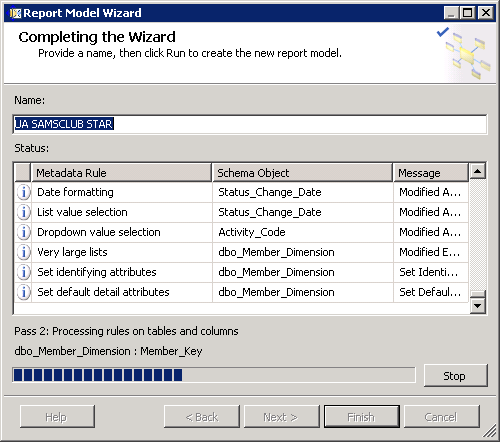 Report Model Wizard
Completing the Wizard
Provide a name, then click Run to create the new report model.
Name:
UA SAMSCLUB STAR
Status:
Metadata Rule Schema Object Message
Date formatting Status_Change_Date Modified A...
List value selection Status_Change_Date Modified A...
Dropdown value selection Activity_Code Modified A...
Very large lists dbo_Member_Dimension Modified E...
Set identifying attributes dbo_Member_Dimension Set Identi...
Set default detail attributes dbo_Member_Dimension Set Defaul...
Pass 2: Processing rules on tables and columns
dbo_Member_Dimension : Member_Key
Stop
Help < Back Next > Finish Cancel